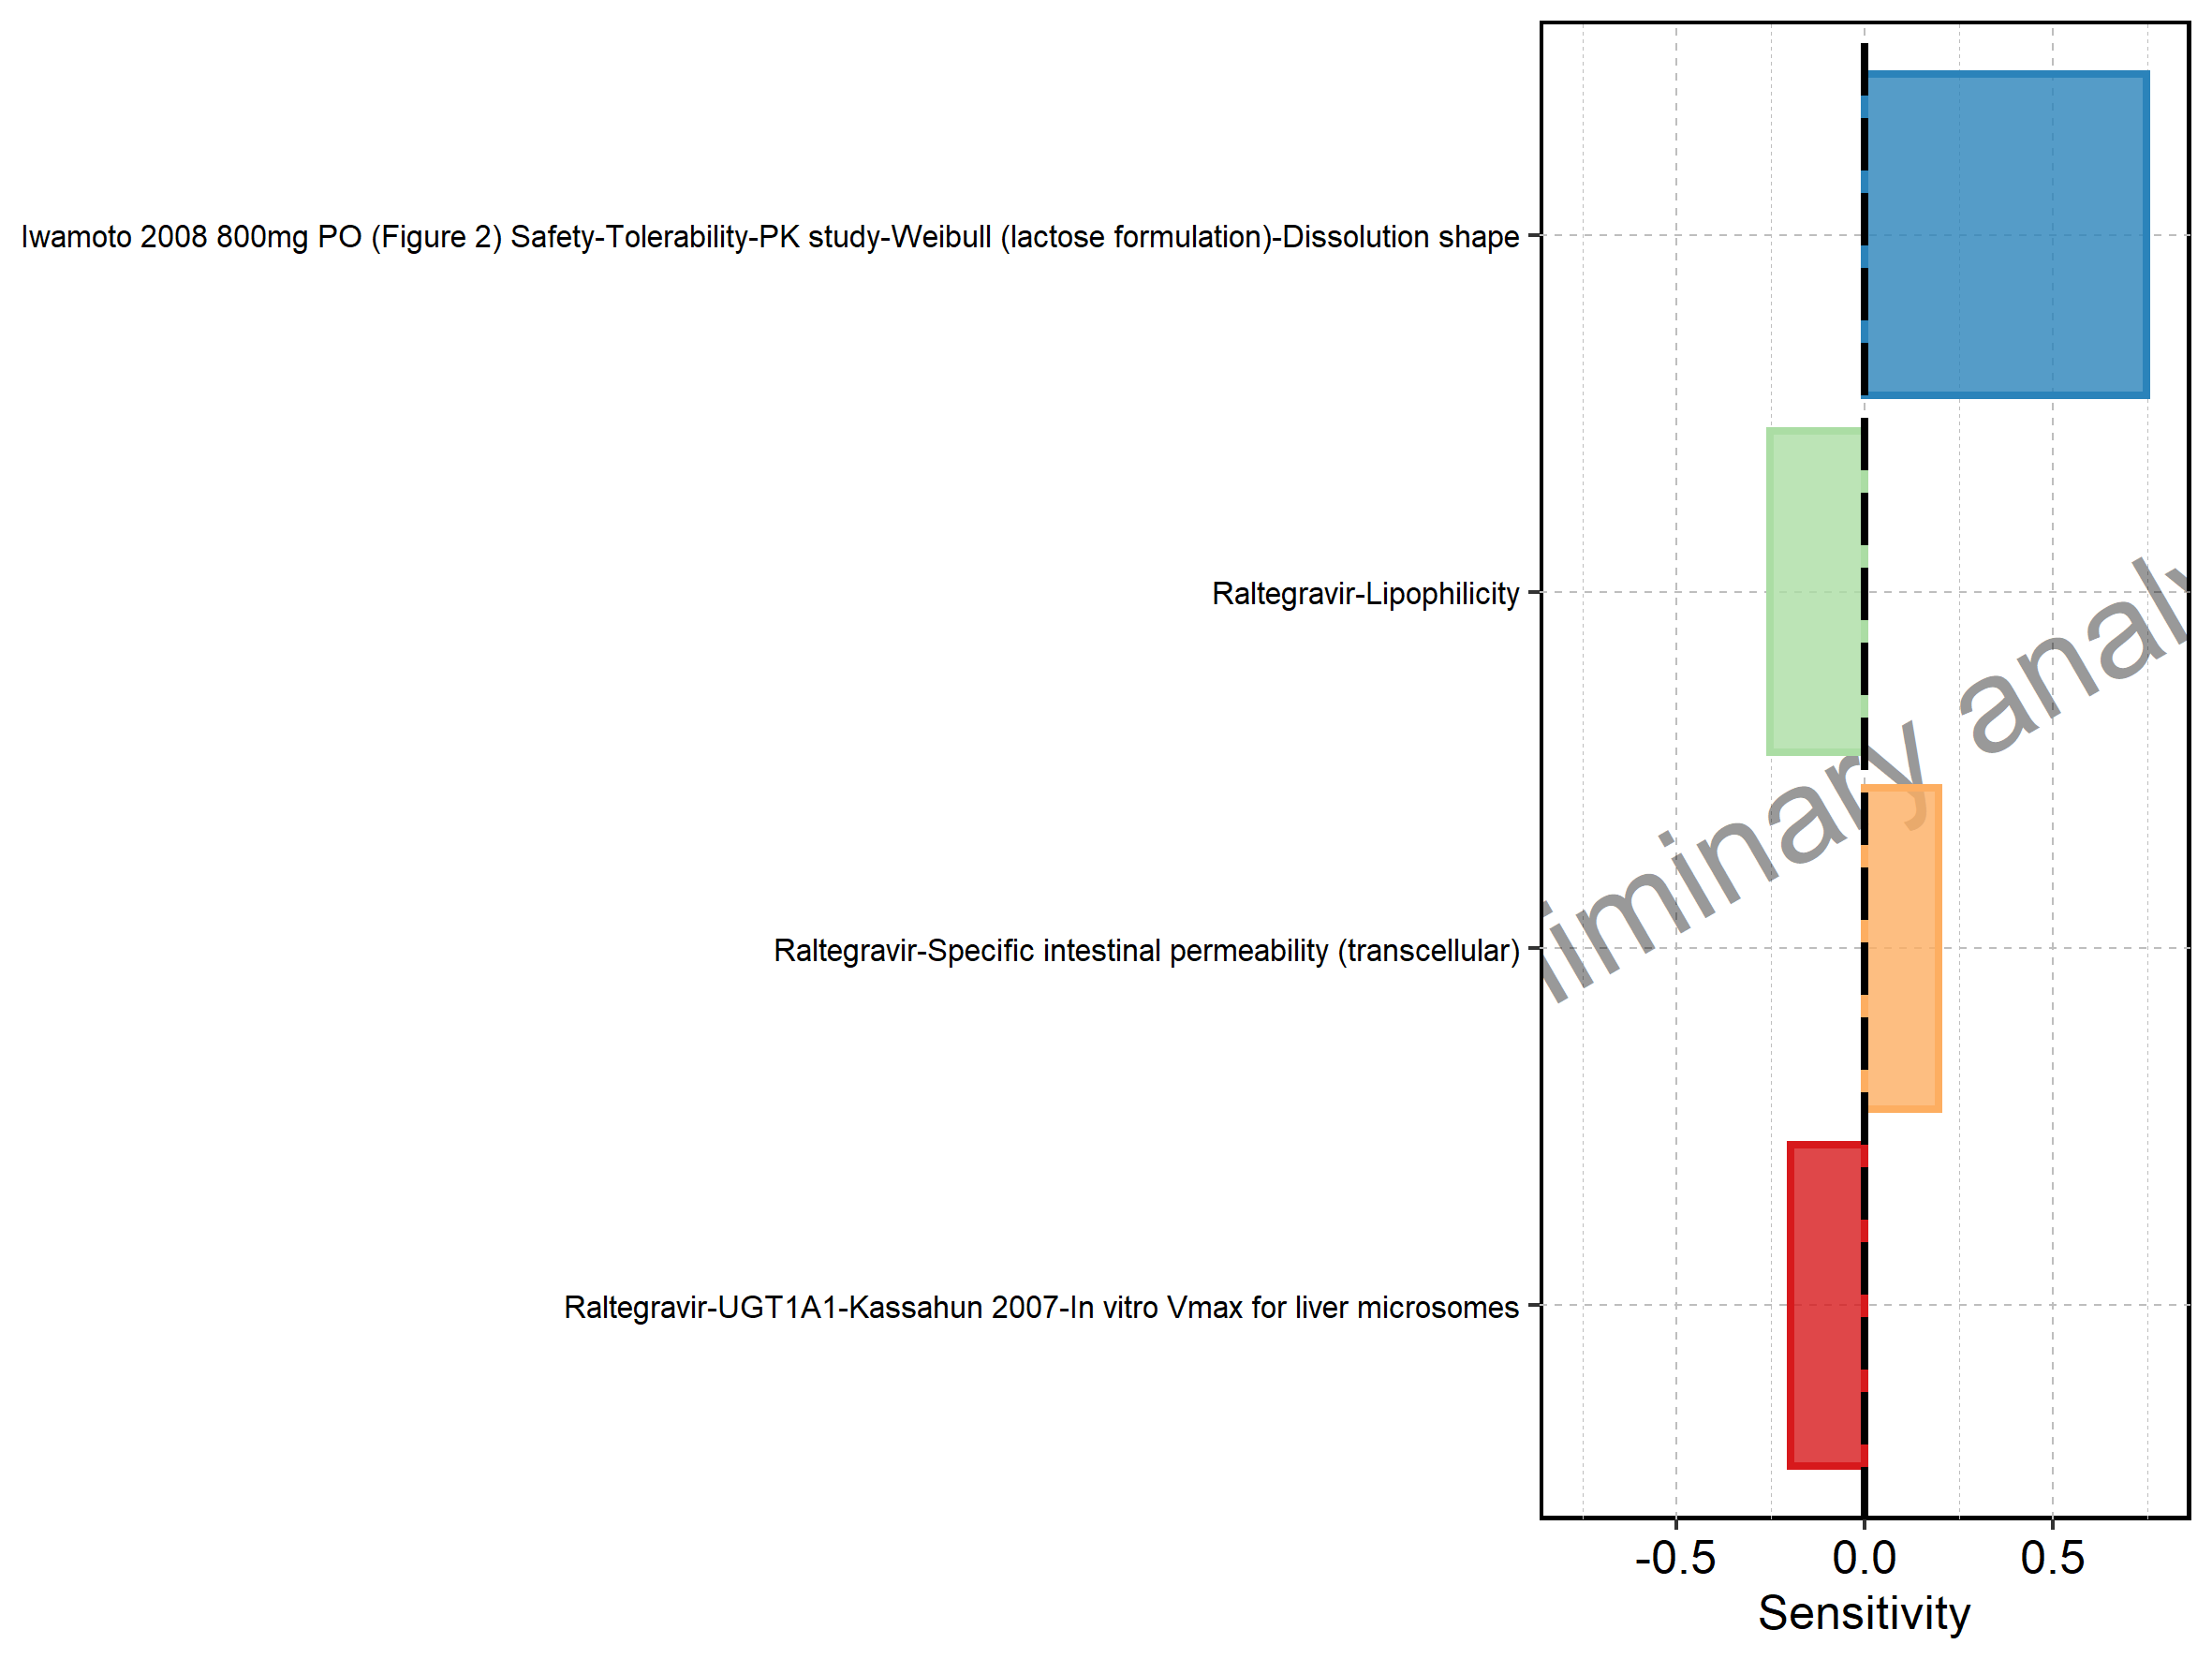 Iwamoto 2008 800mg PO (Figure 2) Safety-Tolerability-PK study-Weibull (lactose formulation)-Dissolution shape
Raltegravir-Lipophilicity
Raltegravir-Specific intestinal permeability (transcellular)
Raltegravir-UGT1A1-Kassahun 2007-In vitro Vmax for liver microsomes
-0.5 0.0 0.5
Sensitivity